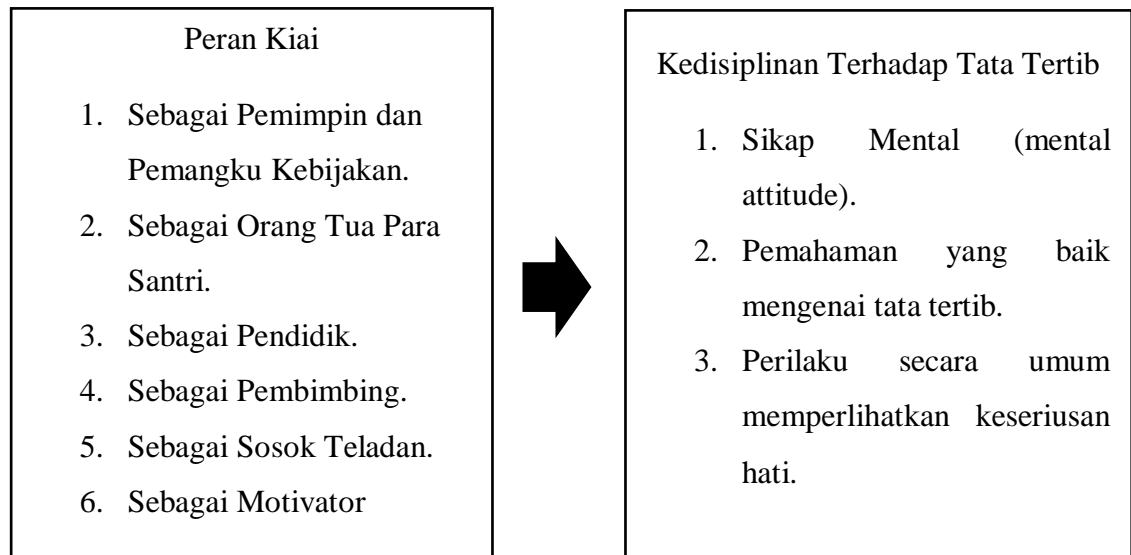 Peran Kiai
1. Sebagai Pemimpin dan
Pemangku Kebijakan.
2. Sebagai Orang Tua Para
Santri.
3. Sebagai Pendidik.
4. Sebagai Pembimbing.
5. Sebagai Sosok Teladan.
6. Sebagai Motivator
Kedisiplinan Terhadap Tata Tertib
1. Sikap Mental (mental
attitude).
2. Pemahaman yang baik
mengenai tata tertib.
3. Perilaku secara umum
memperlihatkan keseriusan
hati.